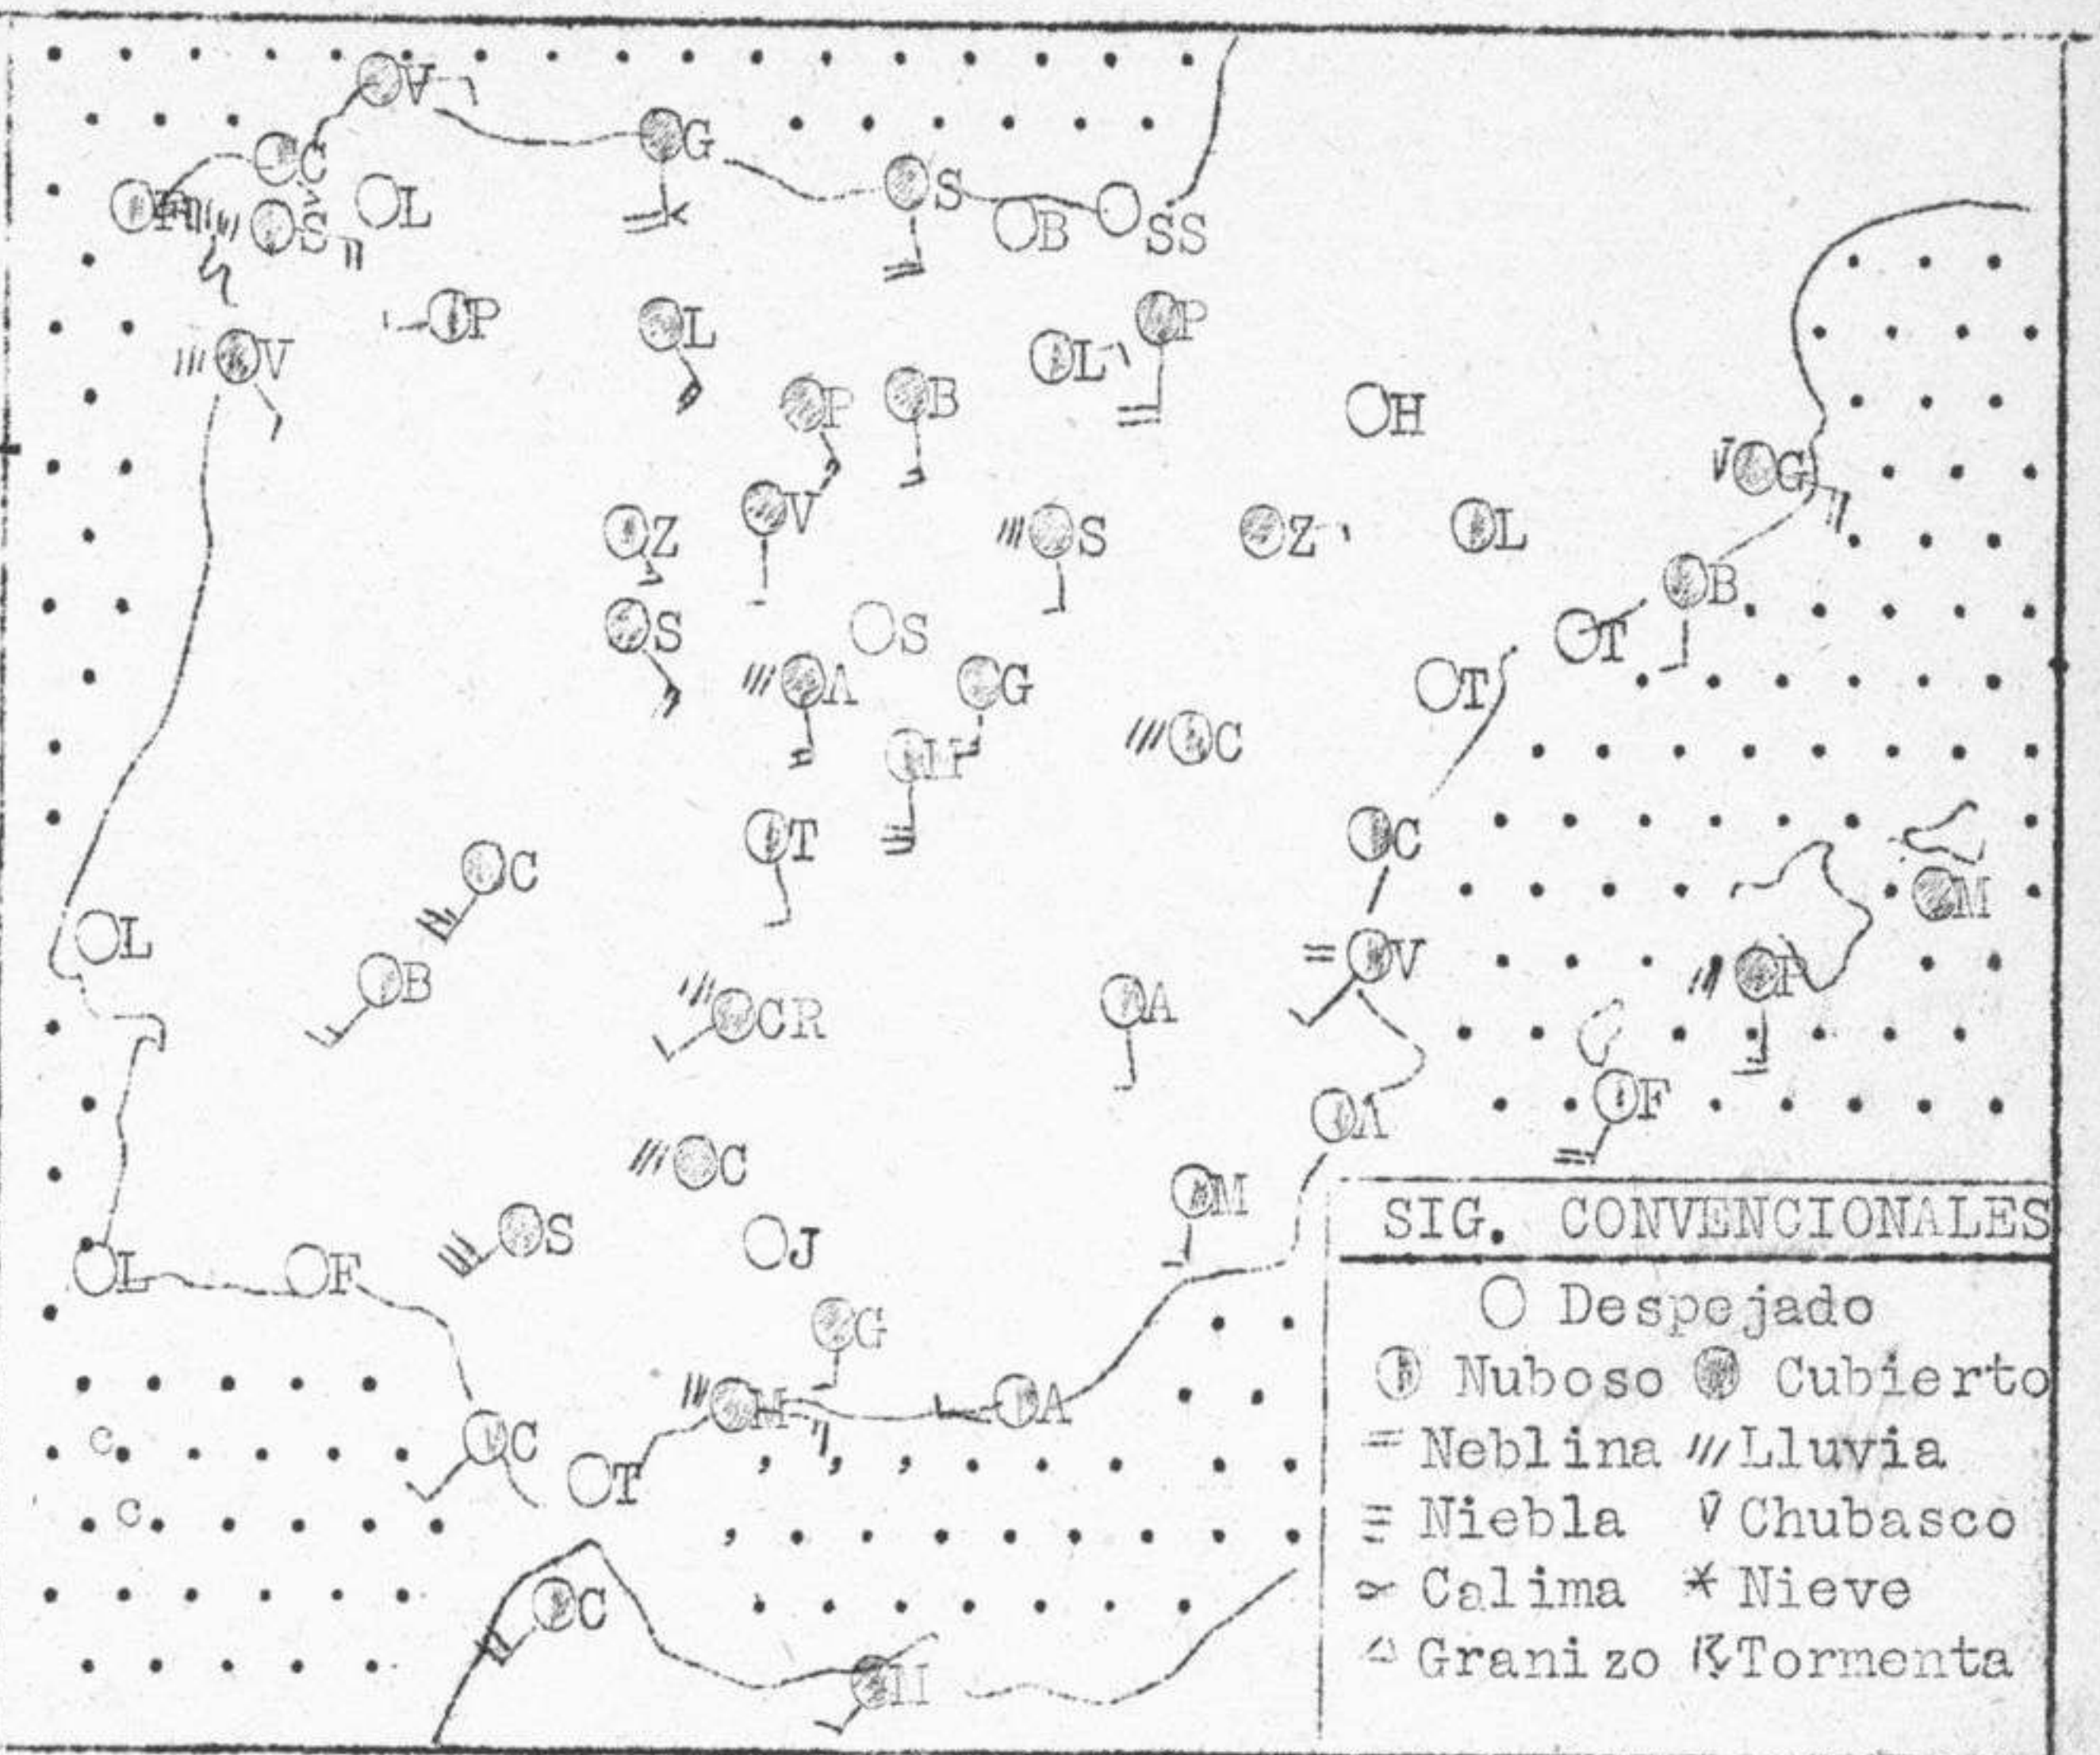 V
G
C
S
F
S
L
B
SS
P
L
P
V
L
P
B
H
G
Z
V
S
Z
L
B
S
S
T
A
G
T
C
M
T
C
C
L
C
V
M
B
P
CR
A
F
A
C
M
S
J
L
F
G
H
A
C
T
C
C
C
SIG. CONVENCIONALES
Despejado
Nuboso Cubierto
Neblina Lluvia
Niebla Chubasco
Calima Nieve
Granizo Tormenta